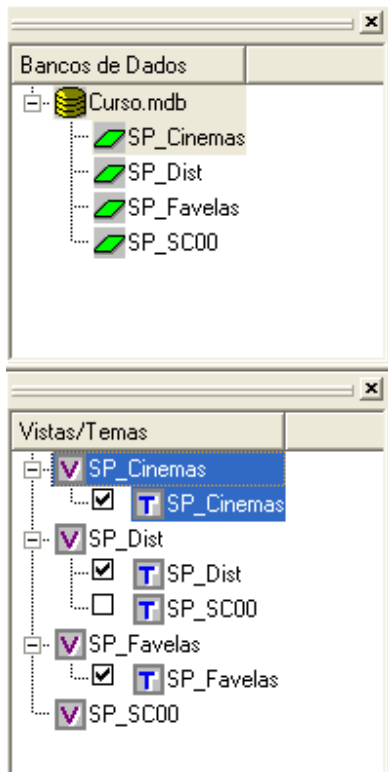 Bancos de Dados
Curso.mdb
SP_Cinemas
SP_Dist
SP_Favelas
SP_SC00
Vistas/Temas
V SP_Cinemas
T SP_Cinemas
V SP_Dist
T SP_Dist
T SP_SC00
V SP_Favelas
T SP_Favelas
V SP_SC00